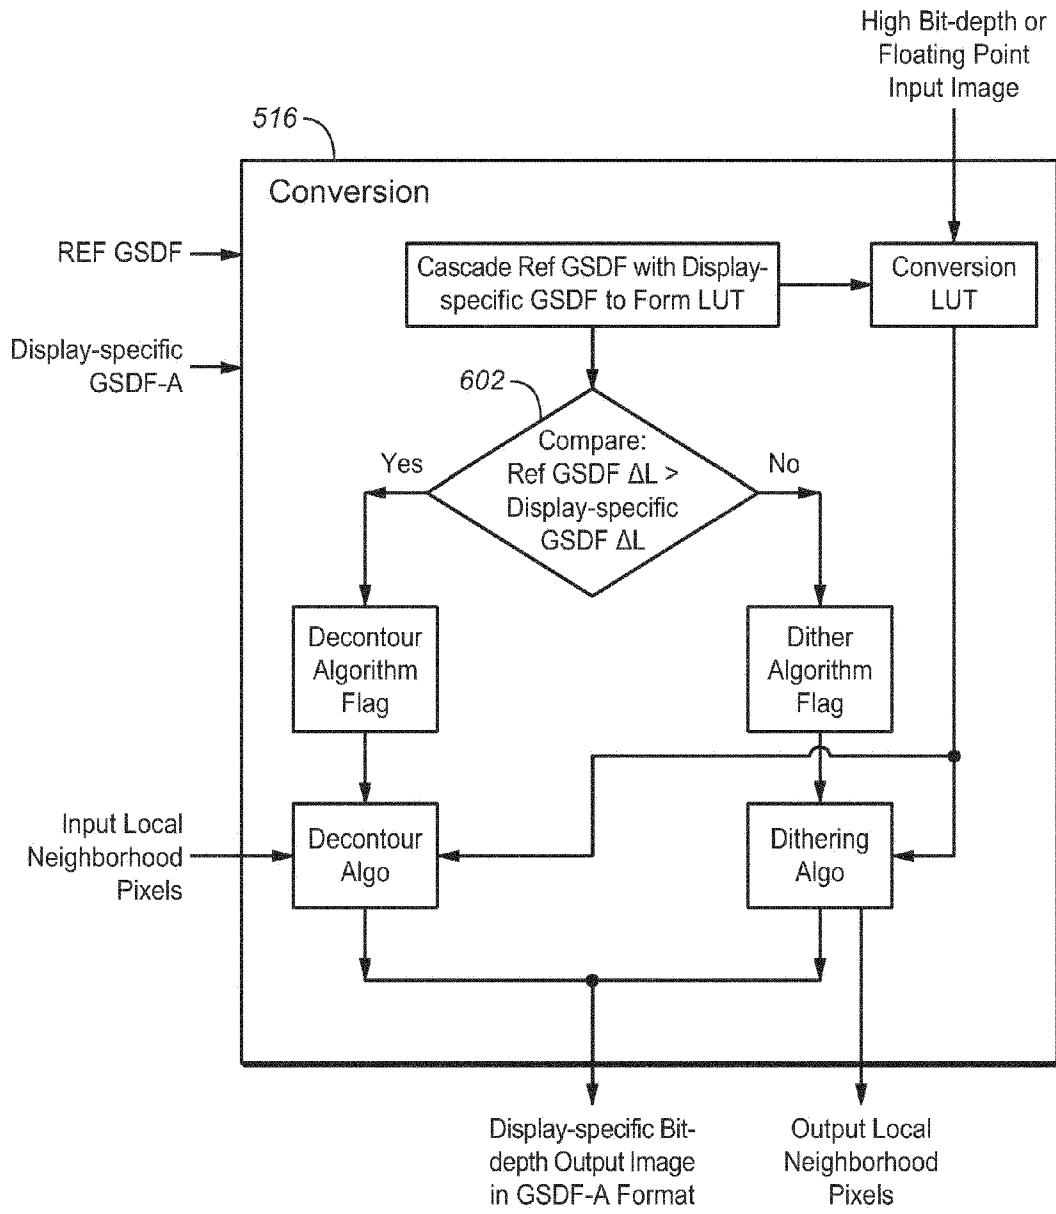 High Bit-depth or
Floating Point
Input Image
516
Conversion
REF GSDF
Cascade Ref GSDF with Display-
specific GSDF to Form LUT
Conversion
LUT
Display-specific
GSDF-A
602
Compare:
Ref GSDF ΔL >
Display-specific
GSDF ΔL
Yes
No
Decontour
Algorithm
Flag
Dither
Algorithm
Flag
Input Local
Neighborhood
Pixels
Decontour
Algo
Dithering
Algo
Display-specific Bit-
depth Output Image
in GSDF-A Format
Output Local
Neighborhood
Pixels